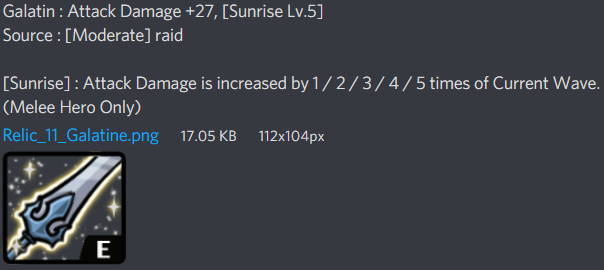 Galatin : Attack Damage +27, [Sunrise Lv.5]
Source : [Moderate] raid
[Sunrise] : Attack Damage is increased by 1 / 2 / 3 / 4 / 5 times of Current Wave.
(Melee Hero Only)
Relic_11_Galatine.png 17.05 KB 112x104px
E